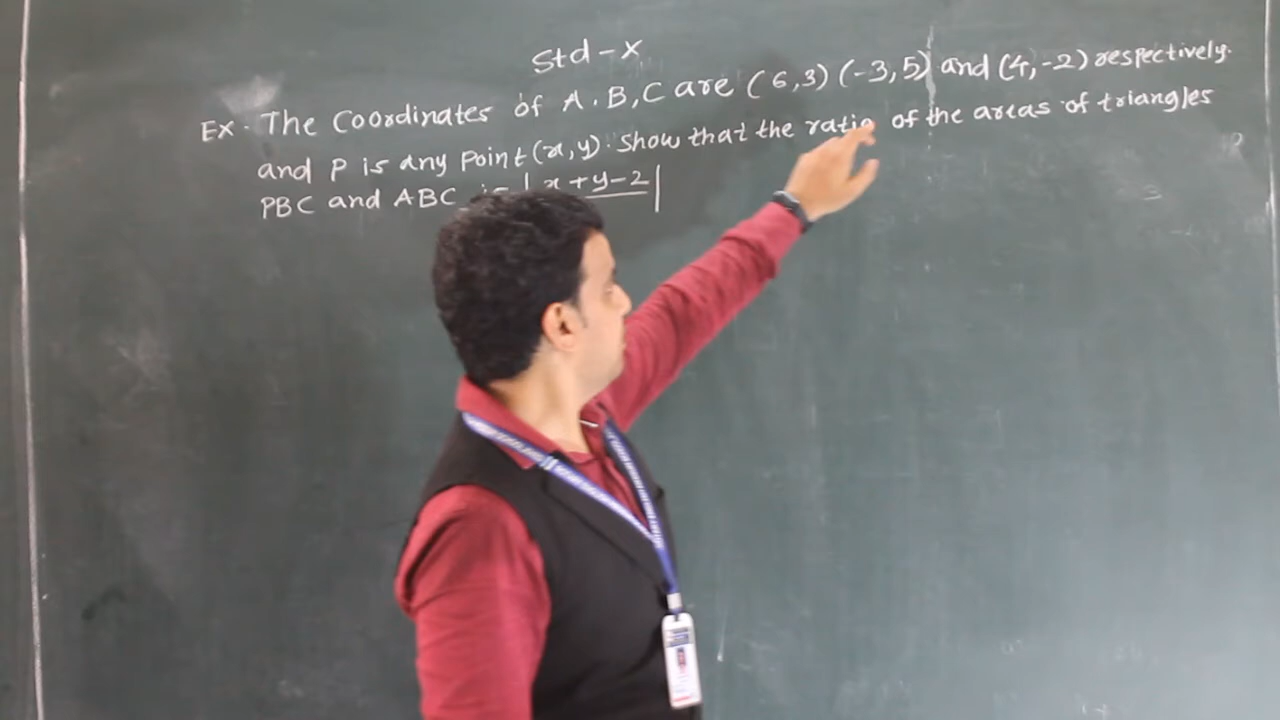 Std - X
Ex. The Coordinates of A, B, C are (6,3) (-3,5) and (4,-2) respectively.
and P is any point (x,y). Show that the ratio of the areas of triangles
PBC and ABC is | x+y-2 |